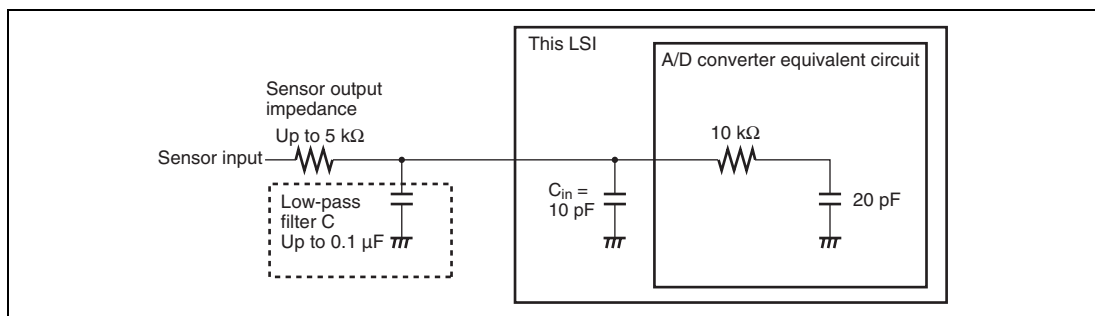 This LSI
A/D converter equivalent circuit
Sensor output
impedance
Up to 5 kΩ
10 kΩ
Sensor input
Low-pass
filter C
Up to 0.1 µF
Cin =
10 pF
20 pF